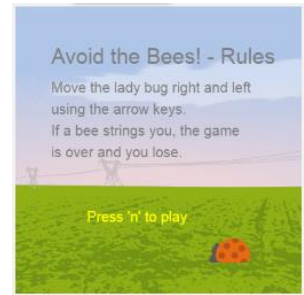 Avoid the Bees! - Rules
Move the lady bug right and left
using the arrow keys.
If a bee strings you, the game
is over and you lose.
Press 'n' to play